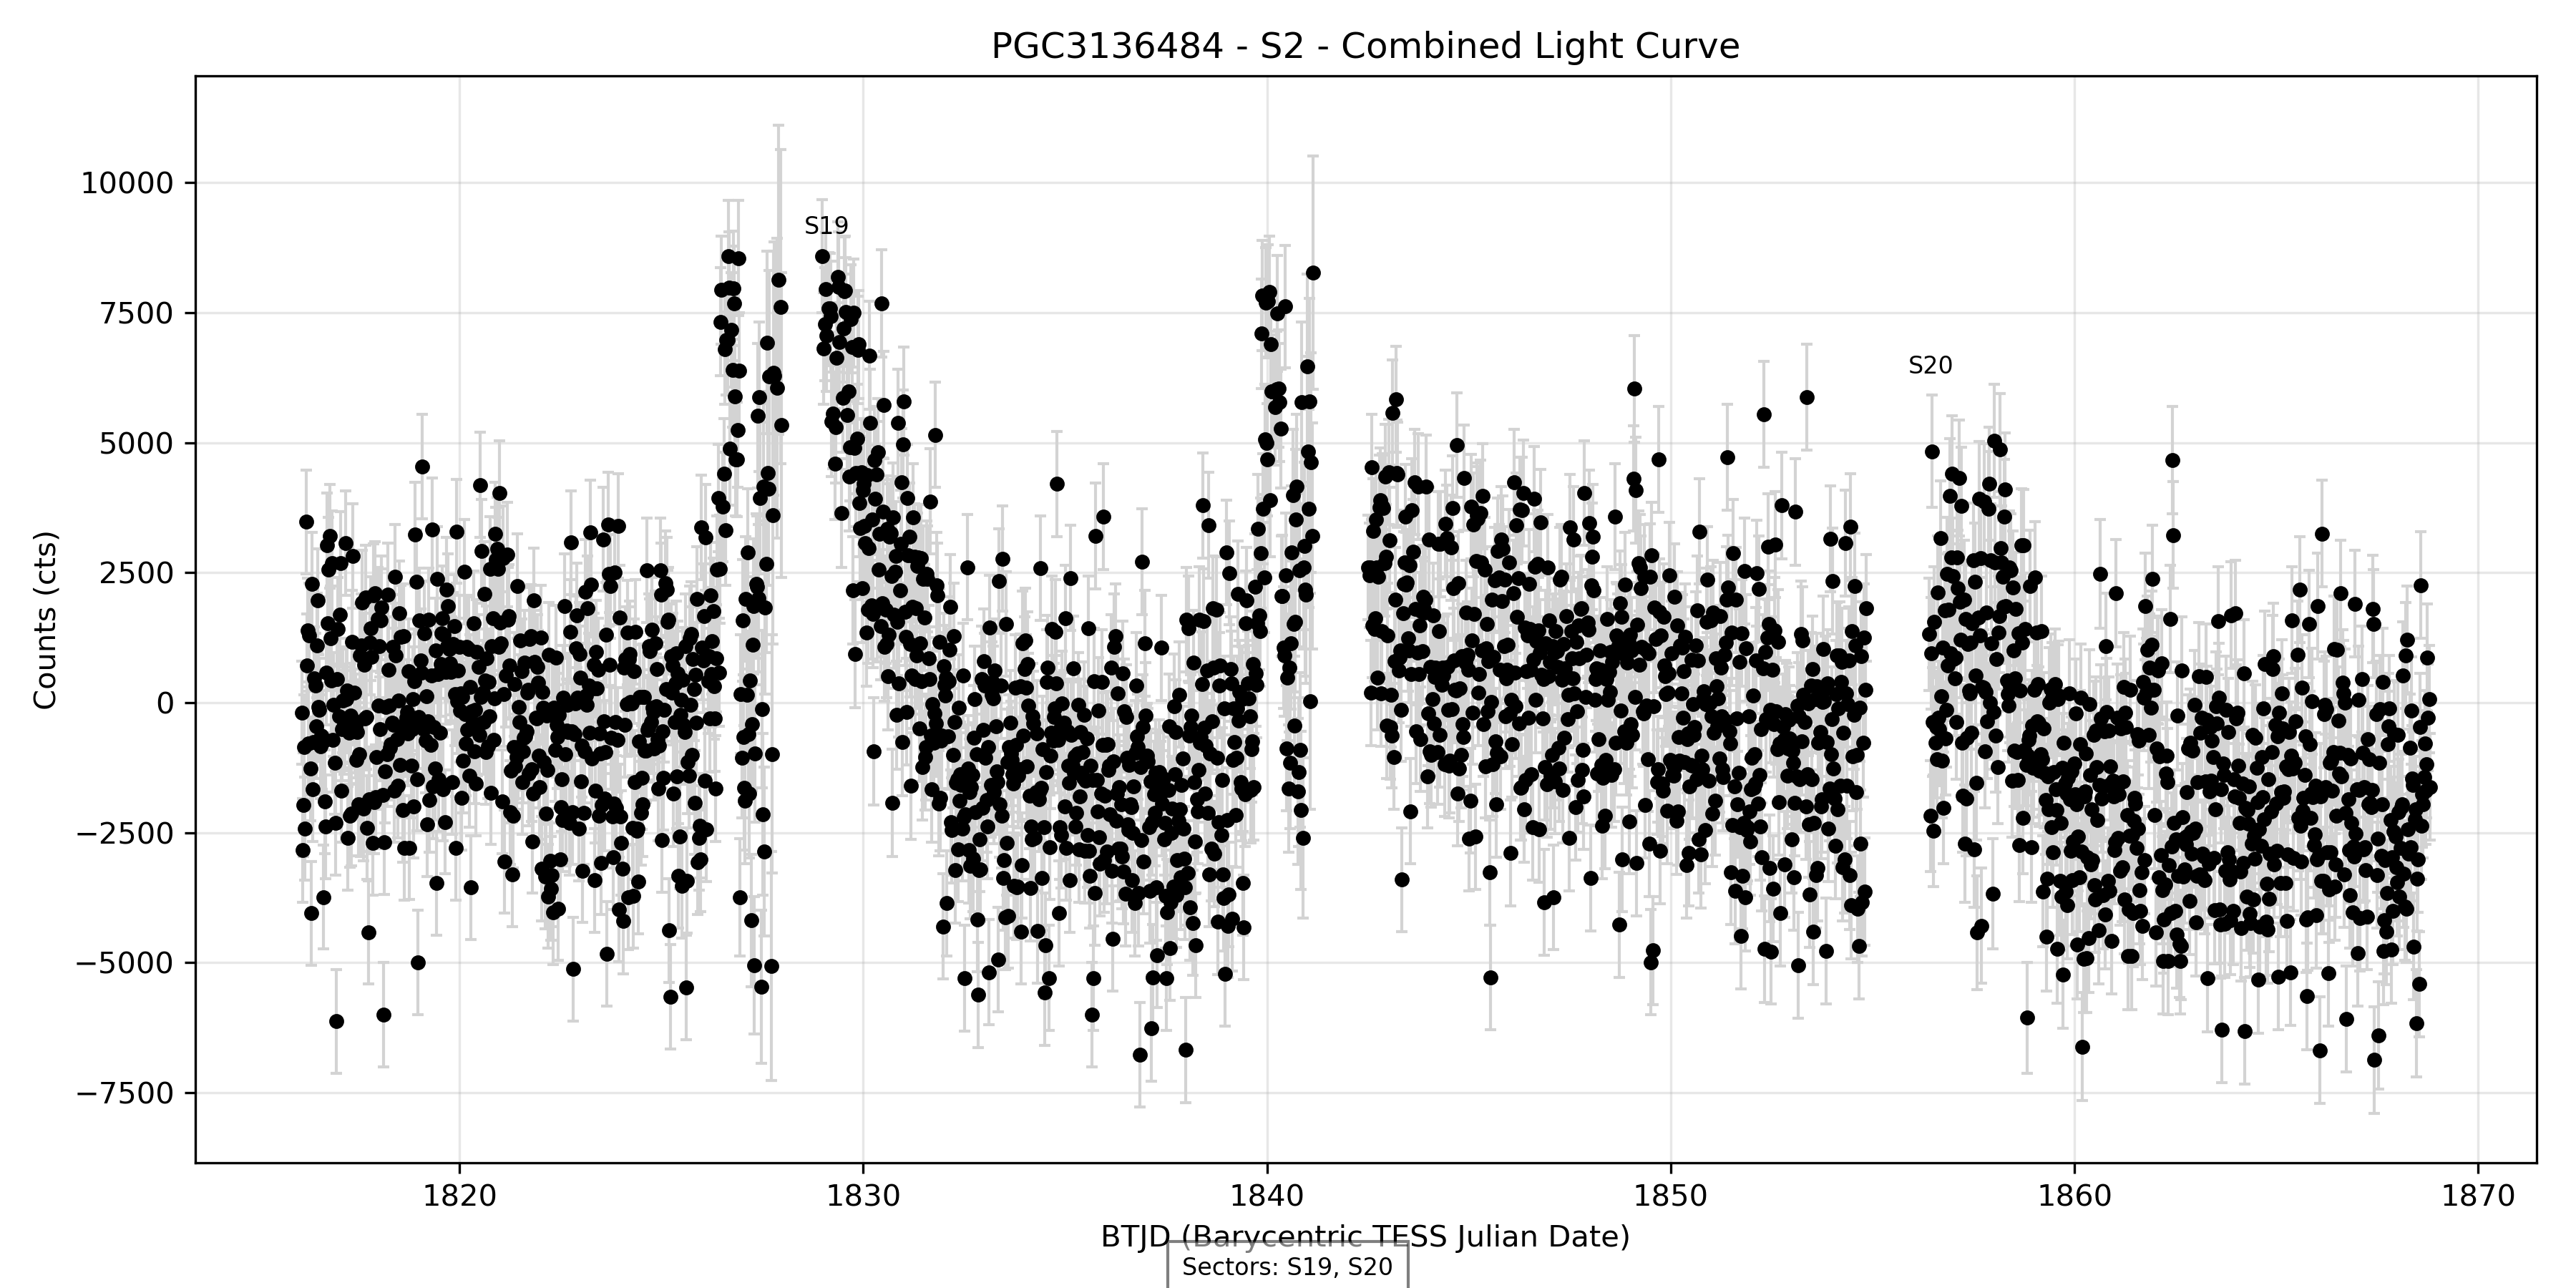 PGC3136484 - S2 - Combined Light Curve
Counts (cts)
10000
7500
5000
2500
0
−2500
−5000
−7500
S19
S20
1820
1830
1840
1850
1860
1870
BTJD (Barycentric TESS Julian Date)
Sectors: S19, S20